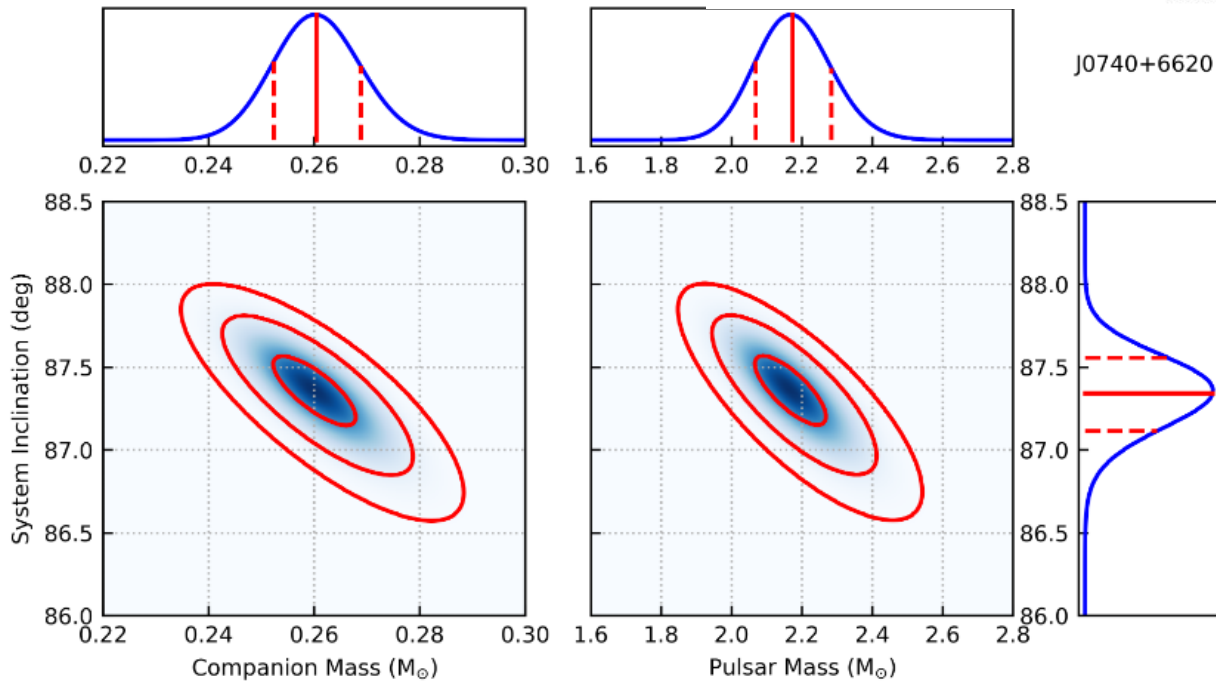 J0740+6620
0.22 0.24 0.26 0.28 0.30
1.6 1.8 2.0 2.2 2.4 2.6 2.8
System Inclination (deg)
88.5
88.0
87.5
87.0
86.5
86.0
88.5
88.0
87.5
87.0
86.5
86.0
0.22 0.24 0.26 0.28 0.30
1.6 1.8 2.0 2.2 2.4 2.6 2.8
Companion Mass (M⊙)
Pulsar Mass (M⊙)